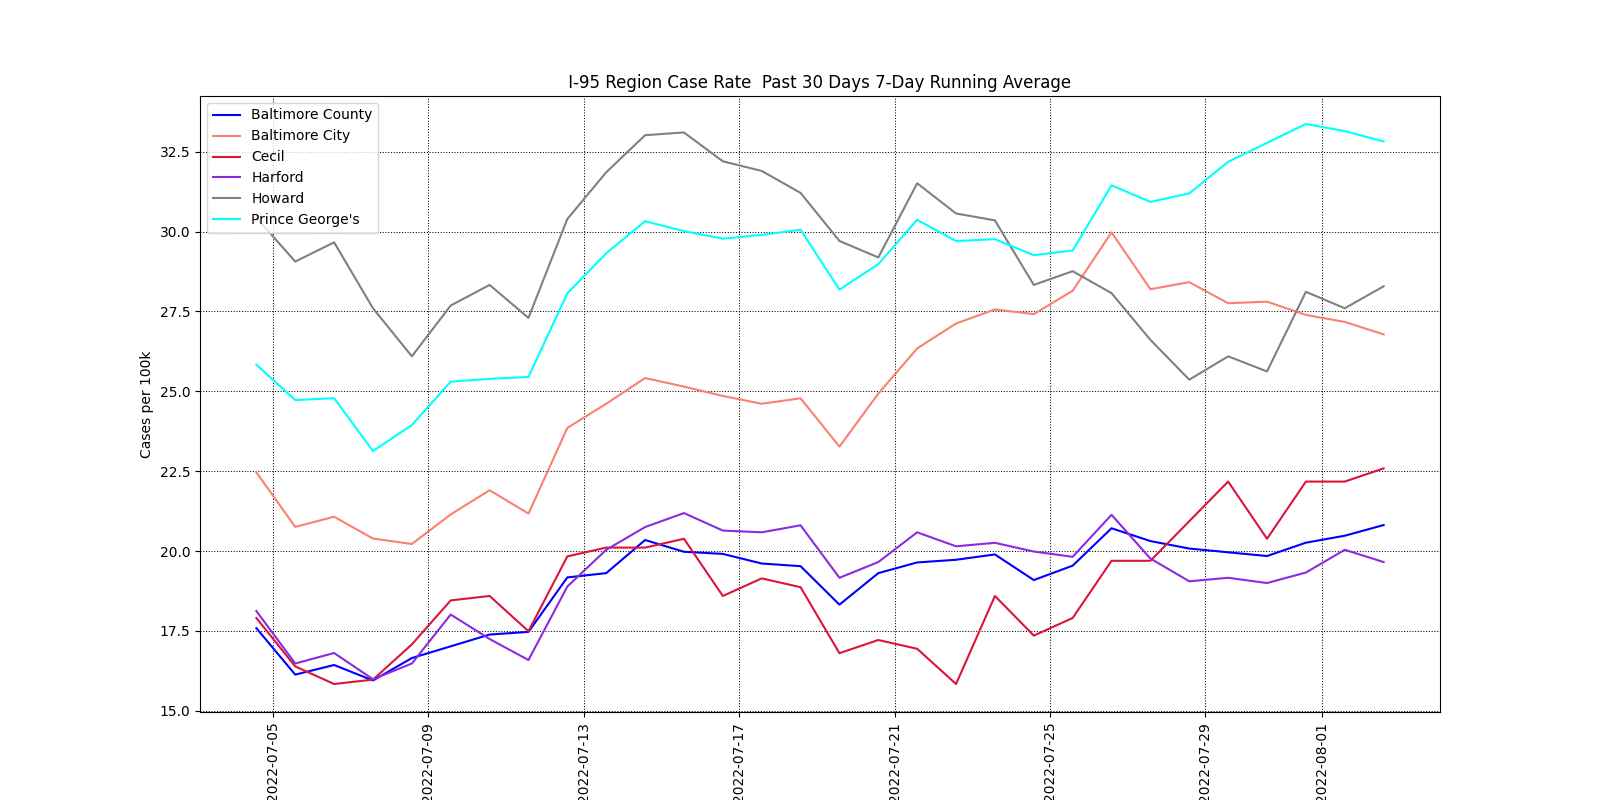 I-95 Region Case Rate  Past 30 Days 7-Day Running Average
Baltimore County
Baltimore City
Cecil
Harford
Howard
Prince George's
Cases per 100k
32.5
30.0
27.5
25.0
22.5
20.0
17.5
15.0
2022-07-05
2022-07-09
2022-07-13
2022-07-17
2022-07-21
2022-07-25
2022-07-29
2022-08-01